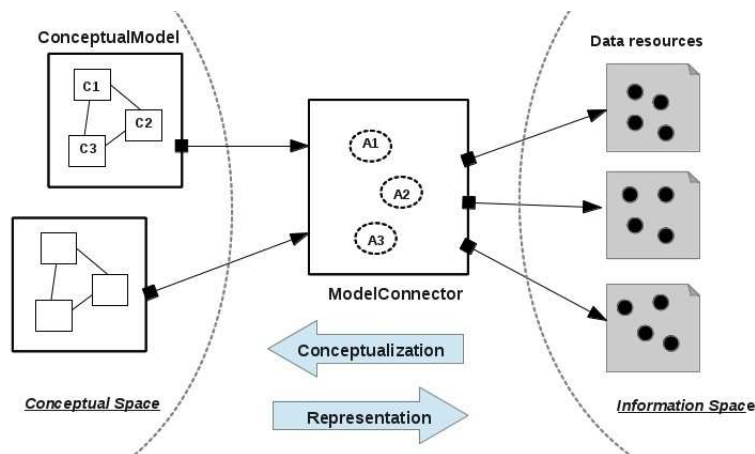 ConceptualModel
Data resources
C1
C2
C3
A1
A2
A3
ModelConnector
Conceptualization
Conceptual Space
Representation
Information Space